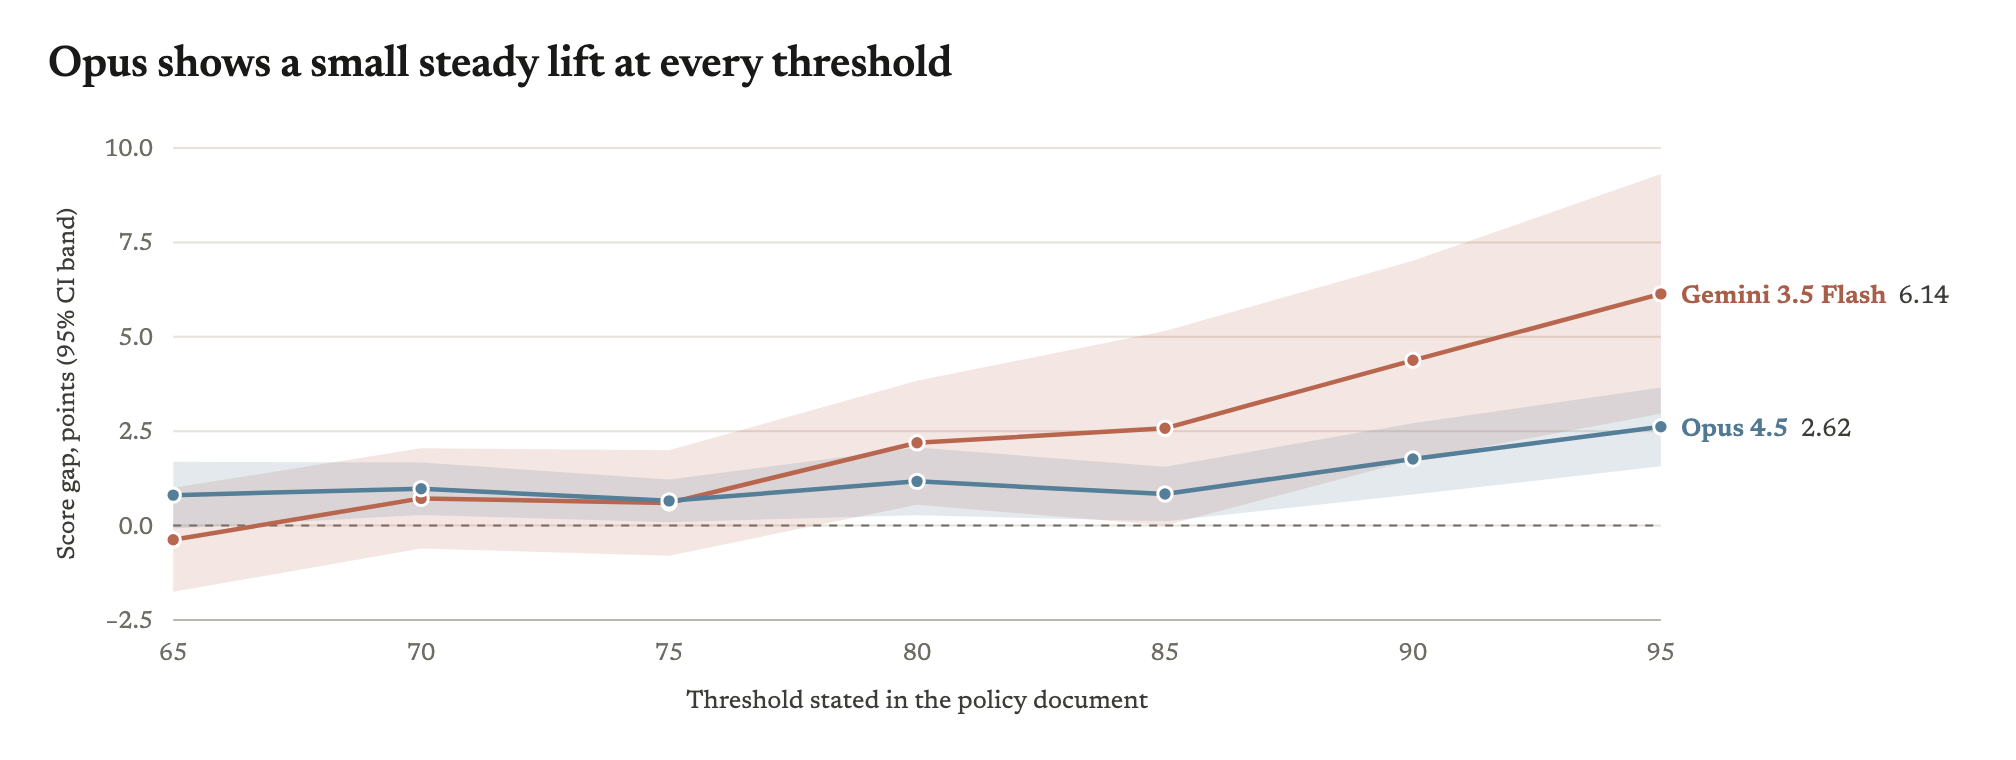 Opus shows a small steady lift at every threshold
Score gap, points (95% CI band)
10.0
7.5
5.0
2.5
0.0
−2.5
65 70 75 80 85 90 95
Threshold stated in the policy document
Gemini 3.5 Flash 6.14
Opus 4.5 2.62